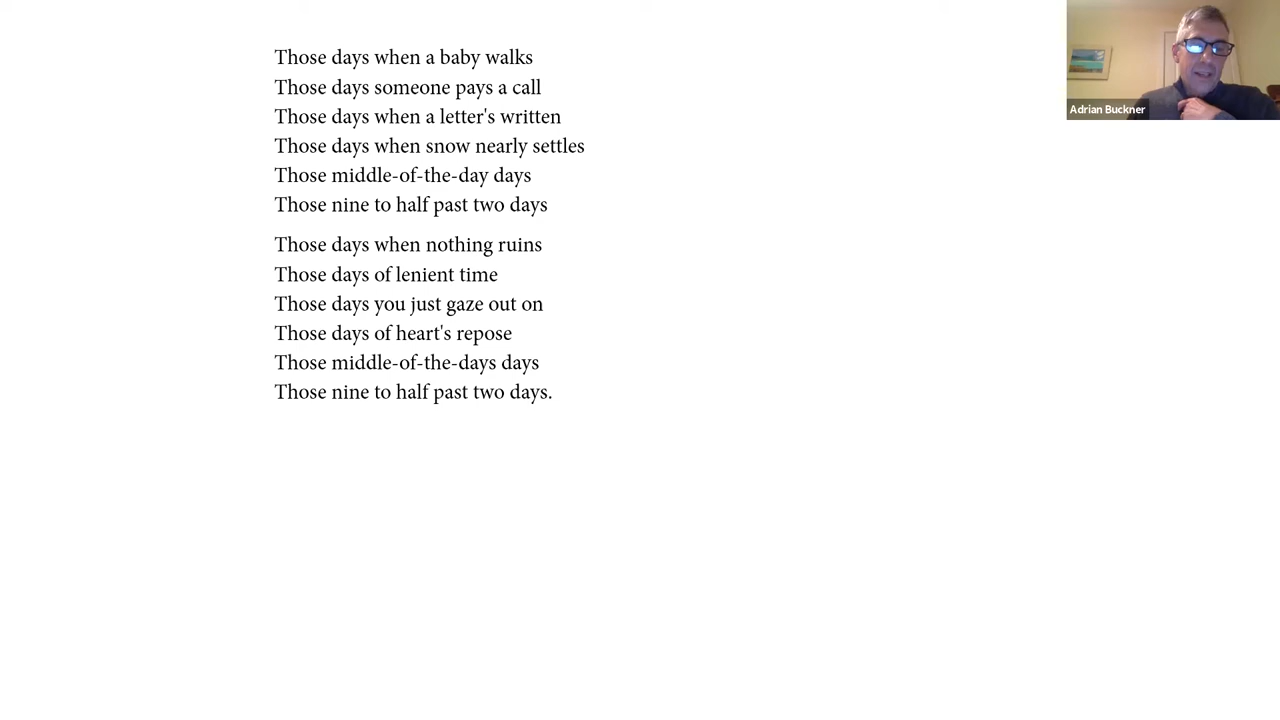 Those days when a baby walks
Those days someone pays a call
Those days when a letter's written
Those days when snow nearly settles
Those middle-of-the-day days
Those nine to half past two days
Those days when nothing ruins
Those days of lenient time
Those days you just gaze out on
Those days of heart's repose
Those middle-of-the-days days
Those nine to half past two days.
Adrian Buckner